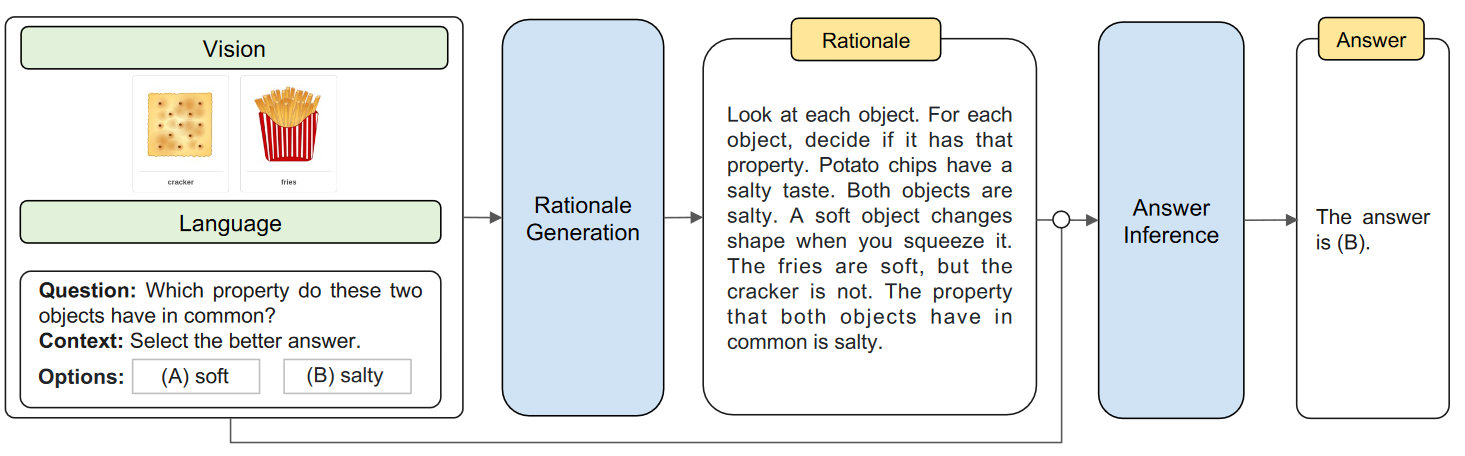 Vision
cracker
fries
Language
Question: Which property do these two
objects have in common?
Context: Select the better answer.
Options: (A) soft (B) salty
Rationale
Generation
Rationale
Look at each object. For each
object, decide if it has that
property. Potato chips have a
salty taste. Both objects are
salty. A soft object changes
shape when you squeeze it.
The fries are soft, but the
cracker is not. The property
that both objects have in
common is salty.
Answer
Inference
Answer
The answer
is (B).